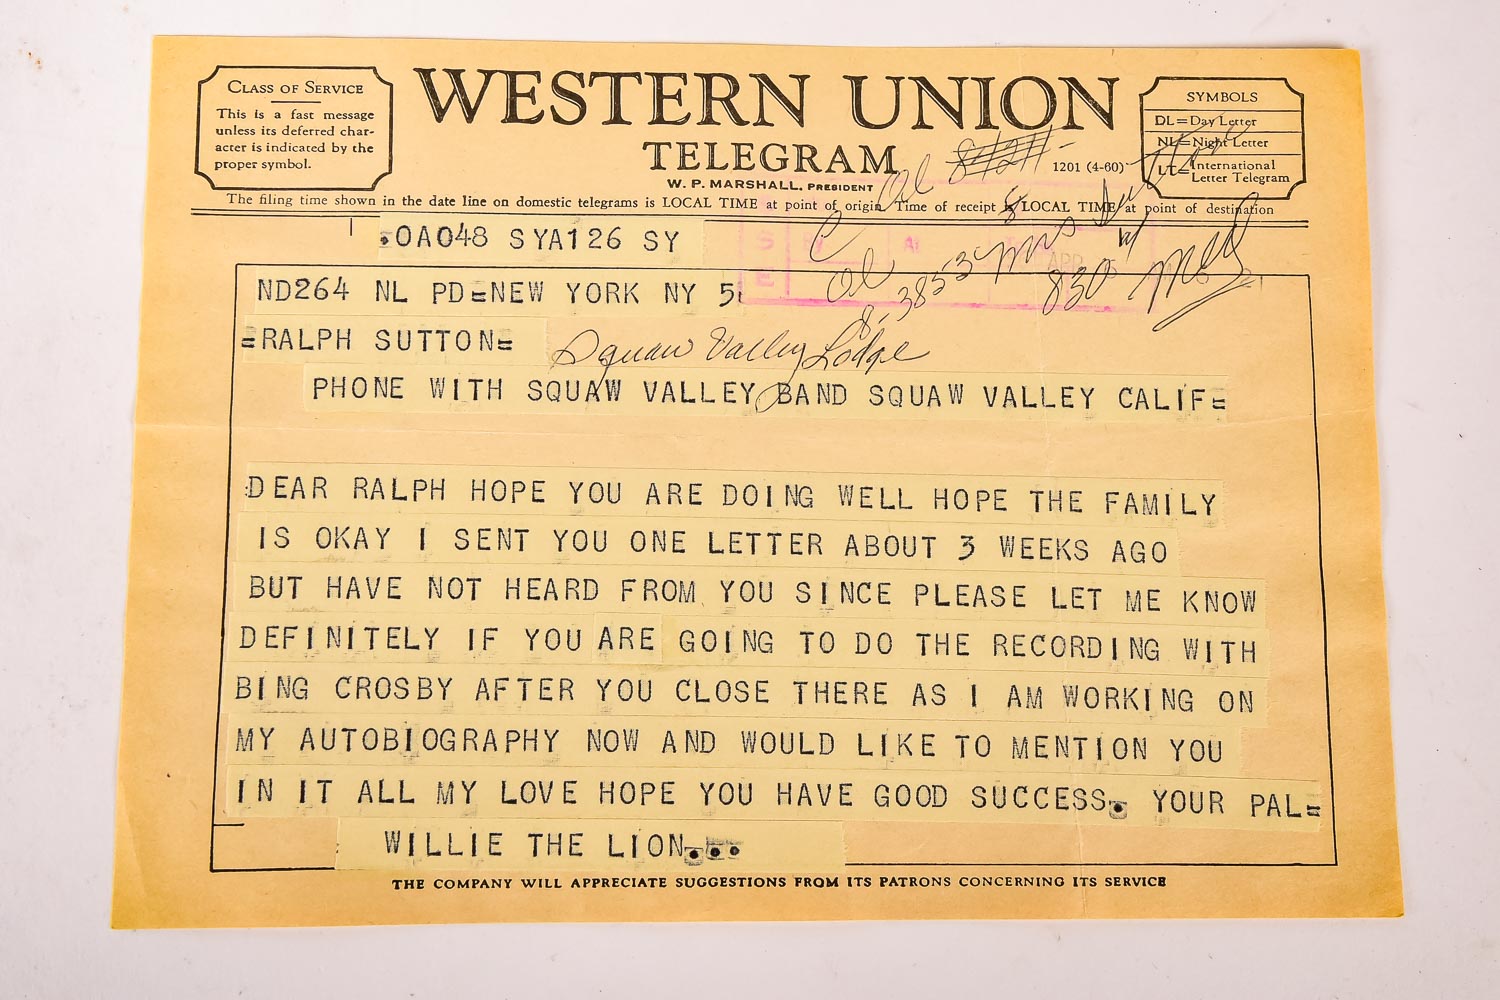 CLASS OF SERVICE
This is a fast message
unless its deferred char-
acter is indicated by the
proper symbol.
WESTERN UNION
TELEGRAM
W. P. MARSHALL, PRESIDENT
1201 (4-60)
SYMBOLS
DL=Day Letter
NL=Night Letter
LT=International
Letter Telegram
The filing time shown in the date line on domestic telegrams is LOCAL TIME at point of origin. Time of receipt is LOCAL TIME at point of destination
.OA048 SYA126 SY
ND264 NL PD=NEW YORK NY 5
=RALPH SUTTON=
Squaw Valley Lodge
8-3853
830
PHONE WITH SQUAW VALLEY BAND SQUAW VALLEY CALIF=
DEAR RALPH HOPE YOU ARE DOING WELL HOPE THE FAMILY
IS OKAY I SENT YOU ONE LETTER ABOUT 3 WEEKS AGO
BUT HAVE NOT HEARD FROM YOU SINCE PLEASE LET ME KNOW
DEFINITELY IF YOU ARE GOING TO DO THE RECORDING WITH
BING CROSBY AFTER YOU CLOSE THERE AS I AM WORKING ON
MY AUTOBIOGRAPHY NOW AND WOULD LIKE TO MENTION YOU
IN IT ALL MY LOVE HOPE YOU HAVE GOOD SUCCESS. YOUR PAL=
WILLIE THE LION...
THE COMPANY WILL APPRECIATE SUGGESTIONS FROM ITS PATRONS CONCERNING ITS SERVICE